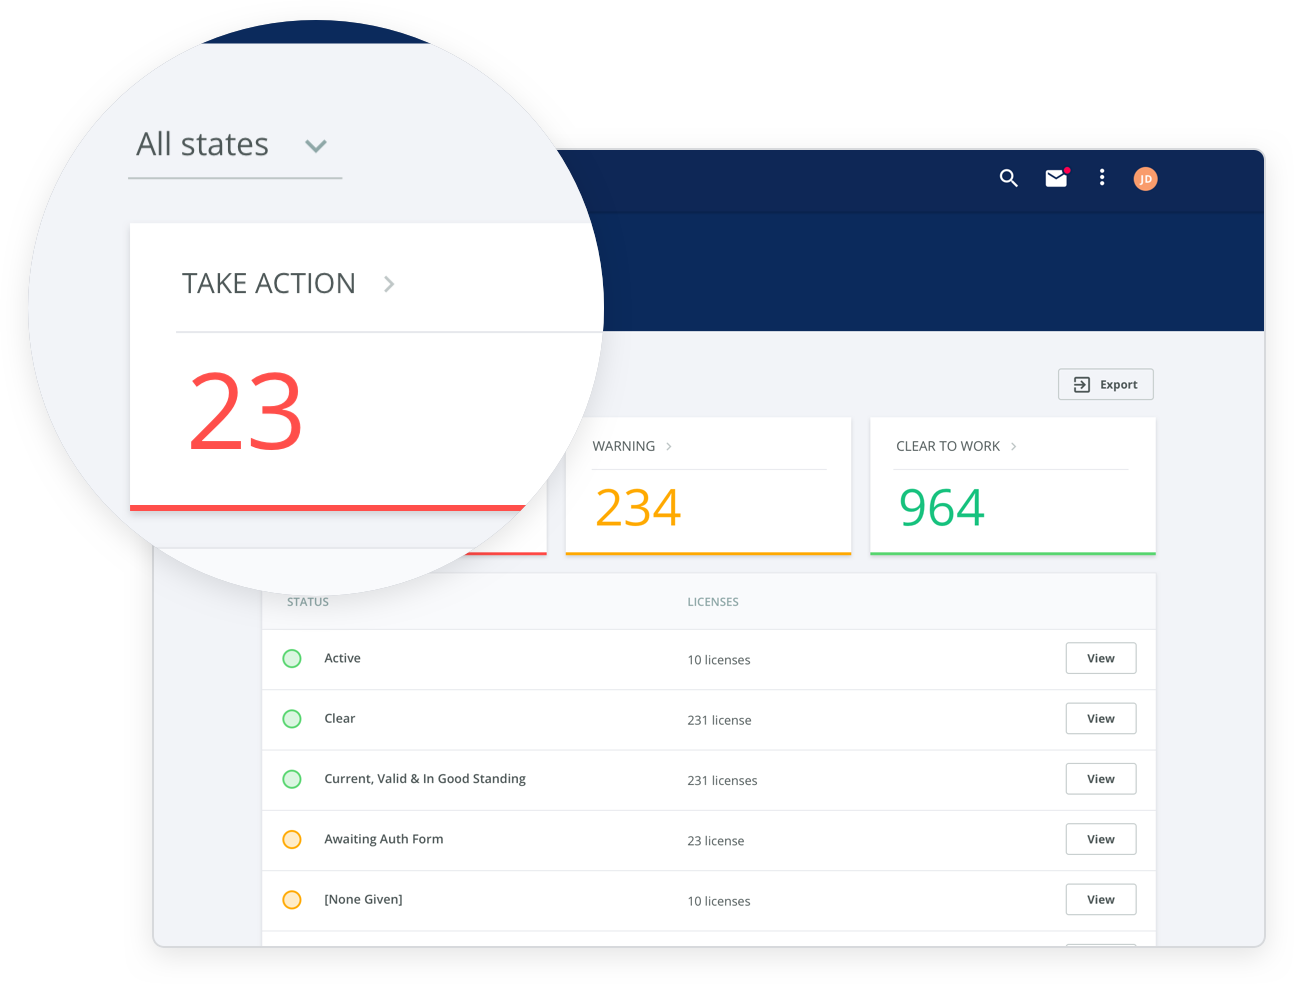 All states
TAKE ACTION
23
JD
Export
WARNING
234
CLEAR TO WORK
964
STATUS LICENSES
Active 10 licenses View
Clear 231 license View
Current, Valid & In Good Standing 231 licenses View
Awaiting Auth Form 23 license View
[None Given] 10 licenses View